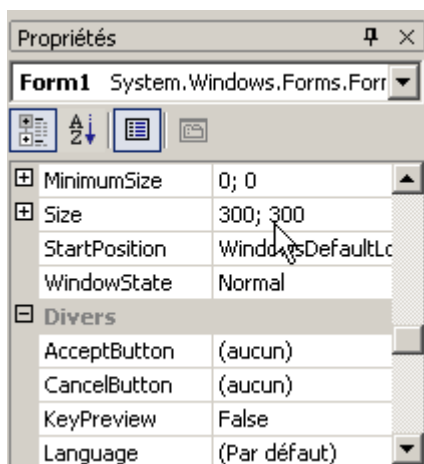 Propriétés
Form1 System.Windows.Forms.Forr
MinimumSize 0; 0
Size 300; 300
StartPosition WindowsDefaultLo
WindowState Normal
Divers
AcceptButton (aucun)
CancelButton (aucun)
KeyPreview False
Language (Par défaut)